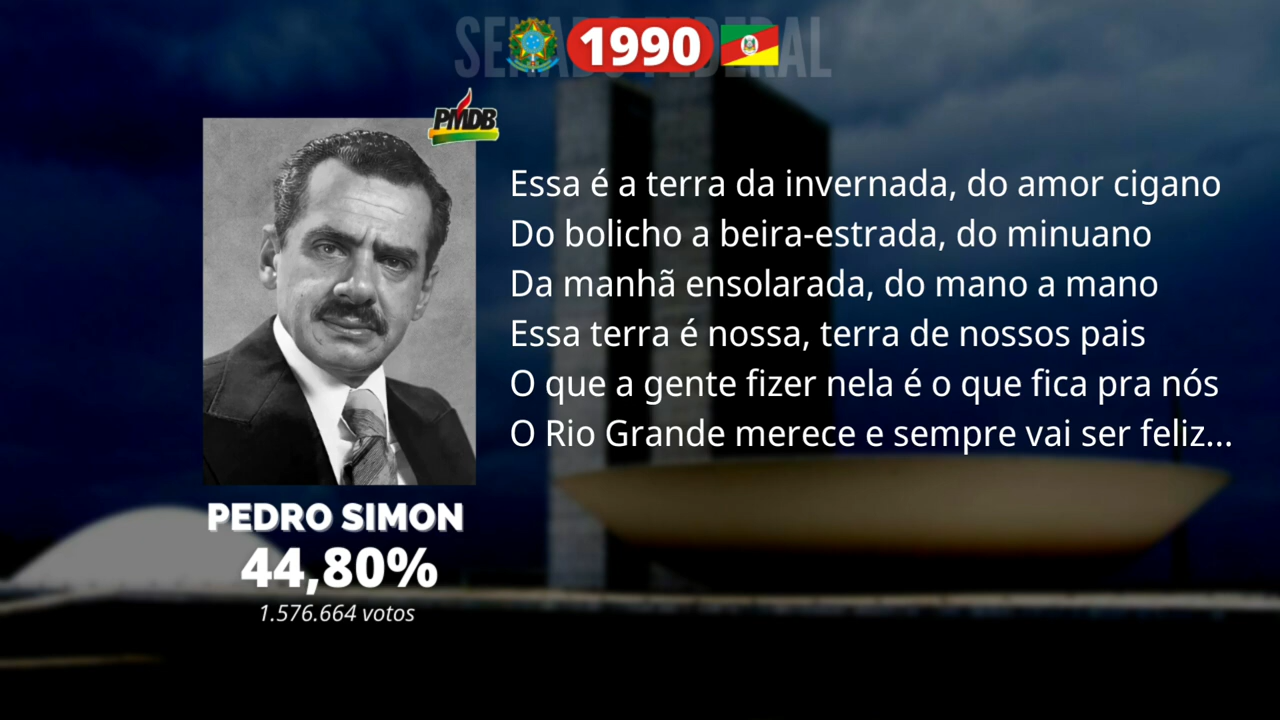 SENADO FEDERAL
1990
PMDB
Essa é a terra da invernada, do amor cigano
Do bolicho a beira-estrada, do minuano
Da manhã ensolarada, do mano a mano
Essa terra é nossa, terra de nossos pais
O que a gente fizer nela é o que fica pra nós
O Rio Grande merece e sempre vai ser feliz...
PEDRO SIMON
44,80%
1.576.664 votos